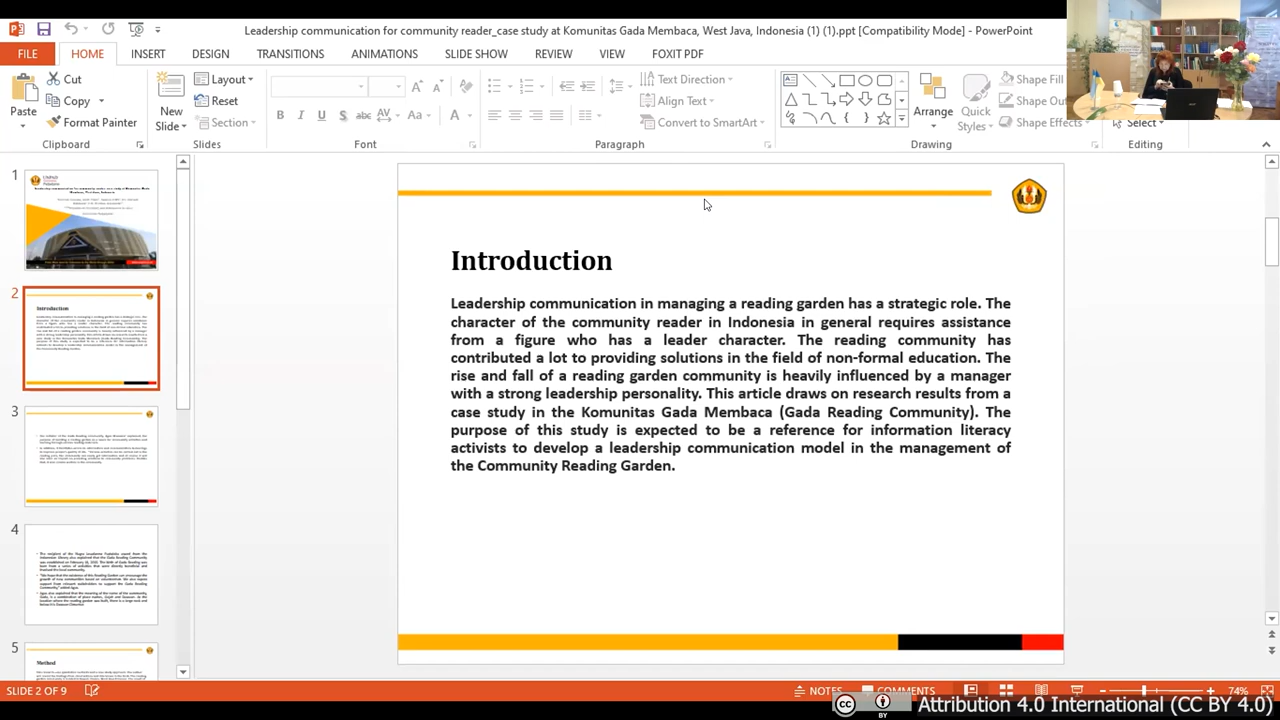 Leadership communication for community reader_case study at Komunitas Gada Membaca, West Java, Indonesia (1) (1).ppt [Compatibility Mode] - PowerPoint
FILE HOME INSERT DESIGN TRANSITIONS ANIMATIONS SLIDE SHOW REVIEW VIEW FOXIT PDF
Paste
Cut
Copy
Format Painter
Clipboard
New
Slide
Layout
Reset
Section
Slides
Font
Text Direction
Align Text
Convert to SmartArt
Paragraph
Arrange
Quick
Styles
Shape Fill
Shape Effects
Drawing
Select
Editing
1
2
3
4
5
Introduction
Method
Introduction
Leadership communication in managing a reading garden has a strategic role. The
character of the community reader in Indonesia in general requires assistance
from a figure who has a leader character. The reading community has
contributed a lot to providing solutions in the field of non-formal education. The
rise and fall of a reading garden community is heavily influenced by a manager
with a strong leadership personality. This article draws on research results from a
case study in the Komunitas Gada Membaca (Gada Reading Community). The
purpose of this study is expected to be a reference for information literacy
activists to develop a leadership communication model in the management of
the Community Reading Garden.
SLIDE 2 OF 9
NOTES
COMMENTS
74%
cc
BY
Attribution 4.0 International (CC BY 4.0)